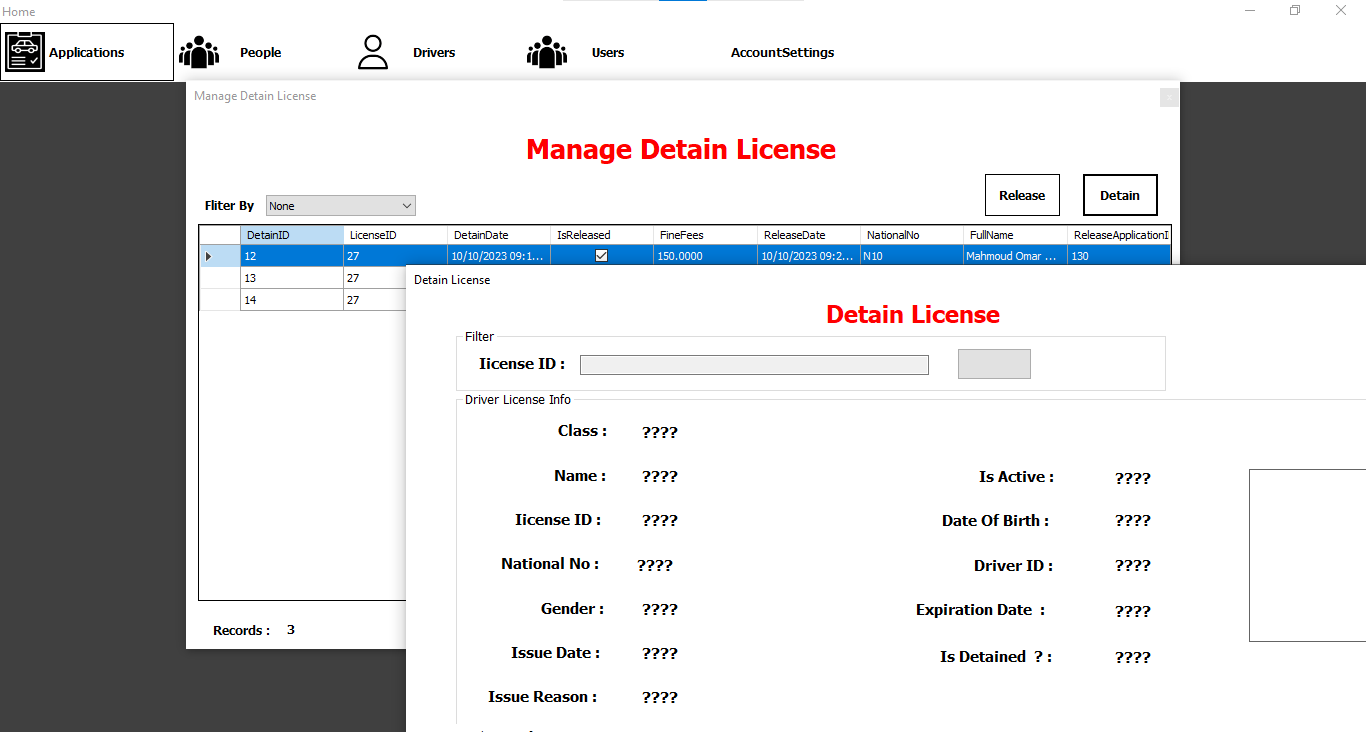 Home
Applications People Drivers Users AccountSettings
Manage Detain License
Manage Detain License
Release Detain
Fliter By None
DetainID LicenseID DetainDate IsReleased FineFees ReleaseDate NationalNo FullName ReleaseApplicationI
12 27 10/10/2023 09:1... 150.0000 10/10/2023 09:2... N10 Mahmoud Omar ... 130
13 27
14 27
Records : 3
Detain License
Detain License
Filter
Iicense ID :
Driver License Info
Class : ????
Name : ???? Is Active : ????
Iicense ID : ???? Date Of Birth : ????
National No : ???? Driver ID : ????
Gender : ???? Expiration Date : ????
Issue Date : ???? Is Detained ? : ????
Issue Reason : ????